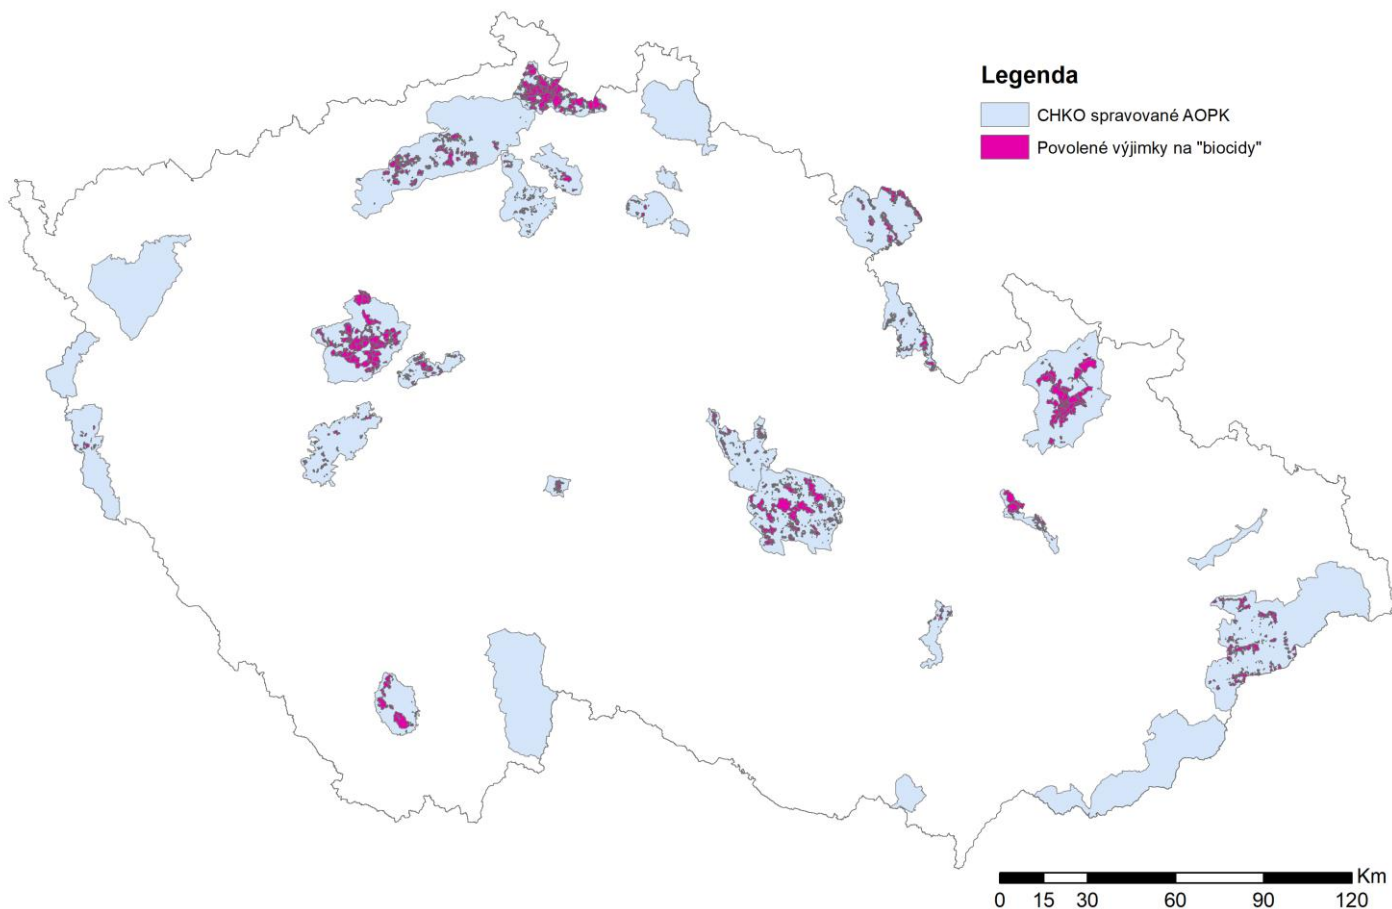 Legenda
CHKO spravované AOPK
Povolené výjimky na "biocidy"
Km
0 15 30 60 90 120